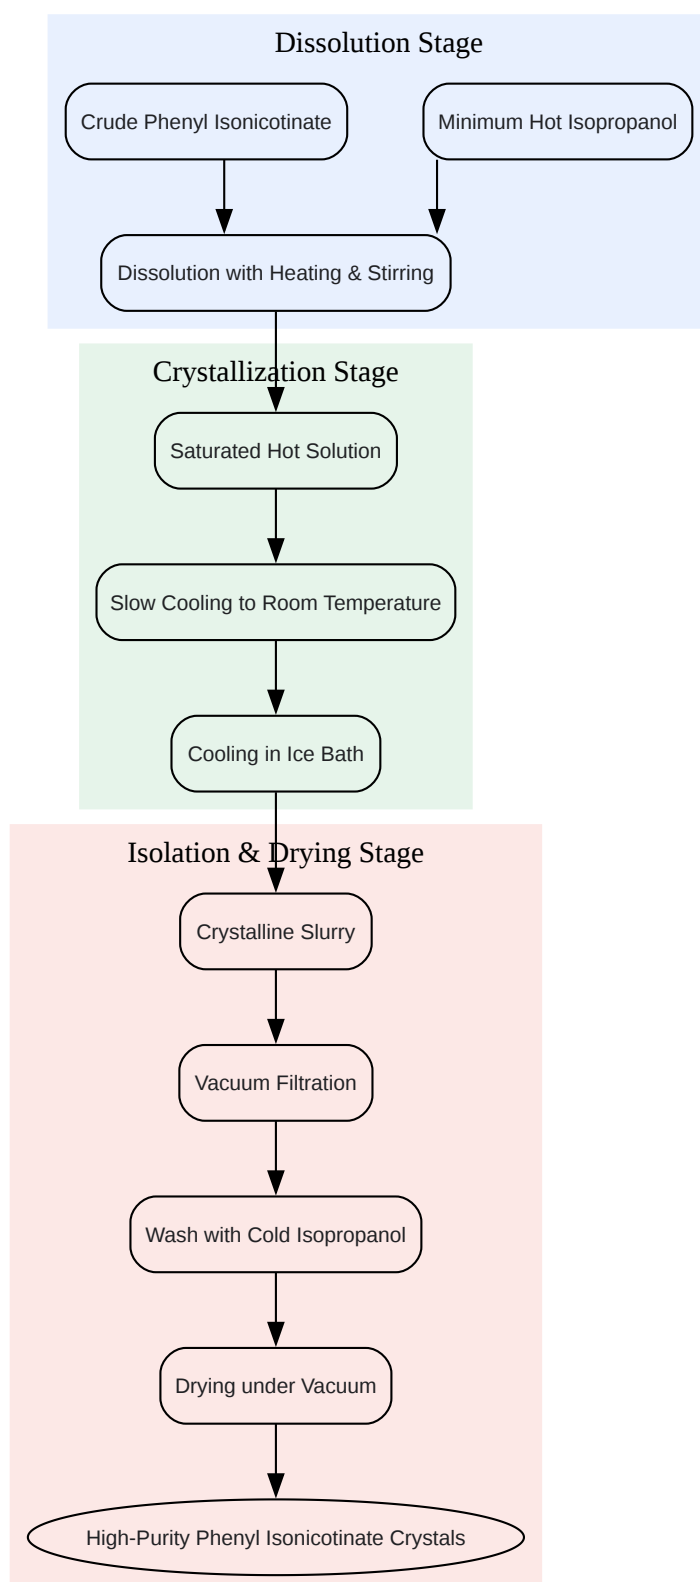 Dissolution Stage
Crude Phenyl Isonicotinate
Minimum Hot Isopropanol
Dissolution with Heating & Stirring
Crystallization Stage
Saturated Hot Solution
Slow Cooling to Room Temperature
Cooling in Ice Bath
Isolation & Drying Stage
Crystalline Slurry
Vacuum Filtration
Wash with Cold Isopropanol
Drying under Vacuum
High-Purity Phenyl Isonicotinate Crystals